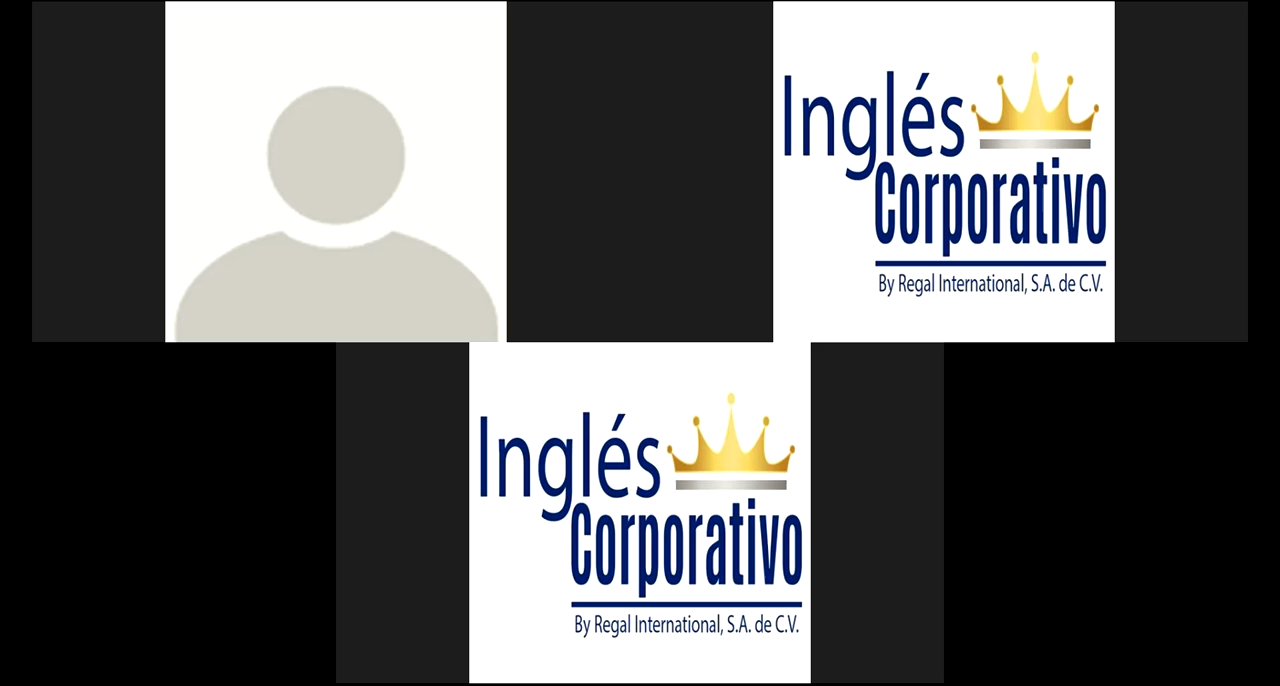 Inglés
Corporativo
By Regal International, S.A. de C.V.
Inglés
Corporativo
By Regal International, S.A. de C.V.